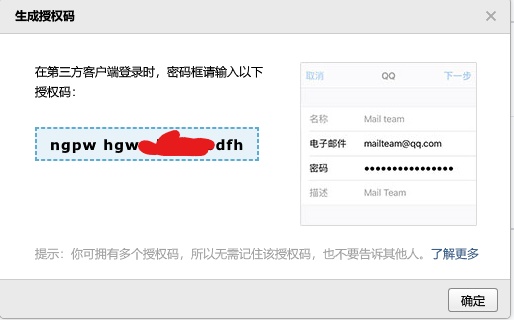 生成授权码
在第三方客户端登录时，密码框请输入以下
授权码：
ngpw hgw dfh
取消 QQ 下一步
名称 Mail team
电子邮件 mailteam@qq.com
密码 ●●●●●●●●●●●●●●●●
描述 Mail Team
提示：你可拥有多个授权码，所以无需记住该授权码，也不要告诉其他人。了解更多
确定